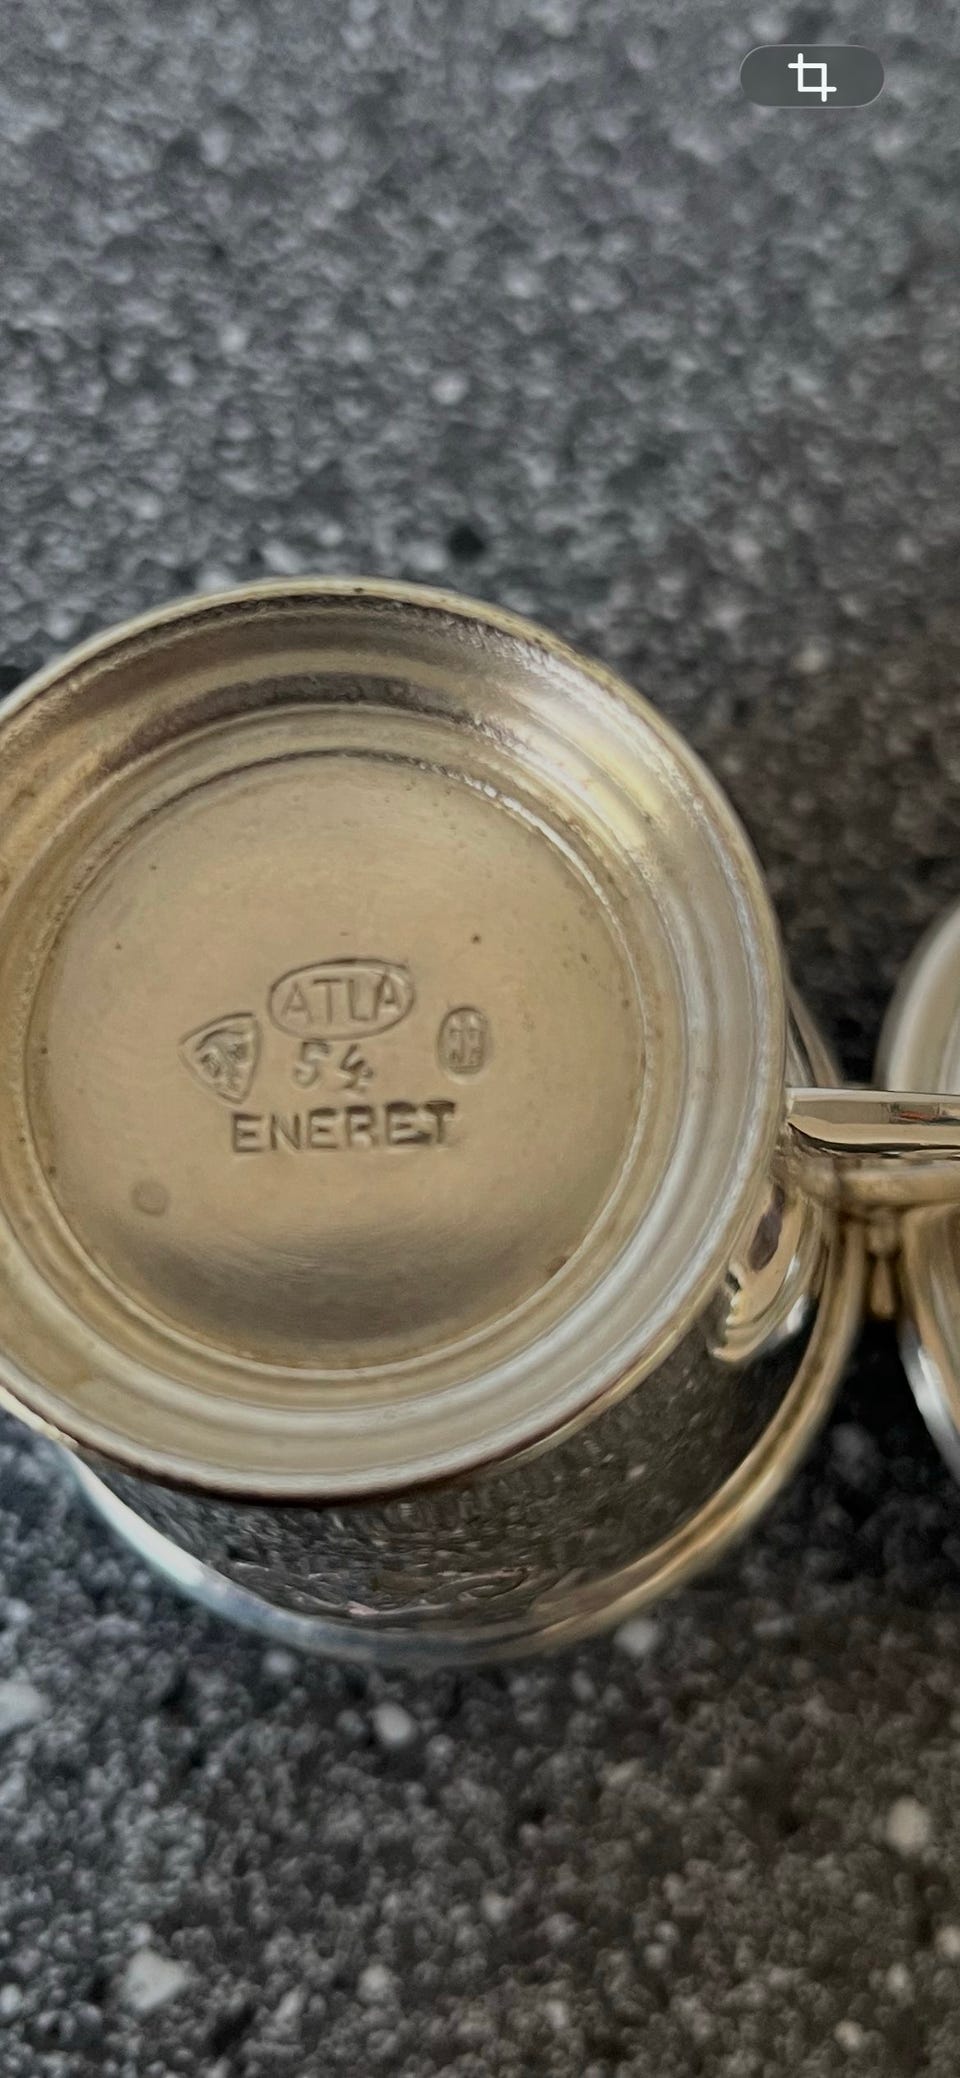 ATLA
54
ENERET